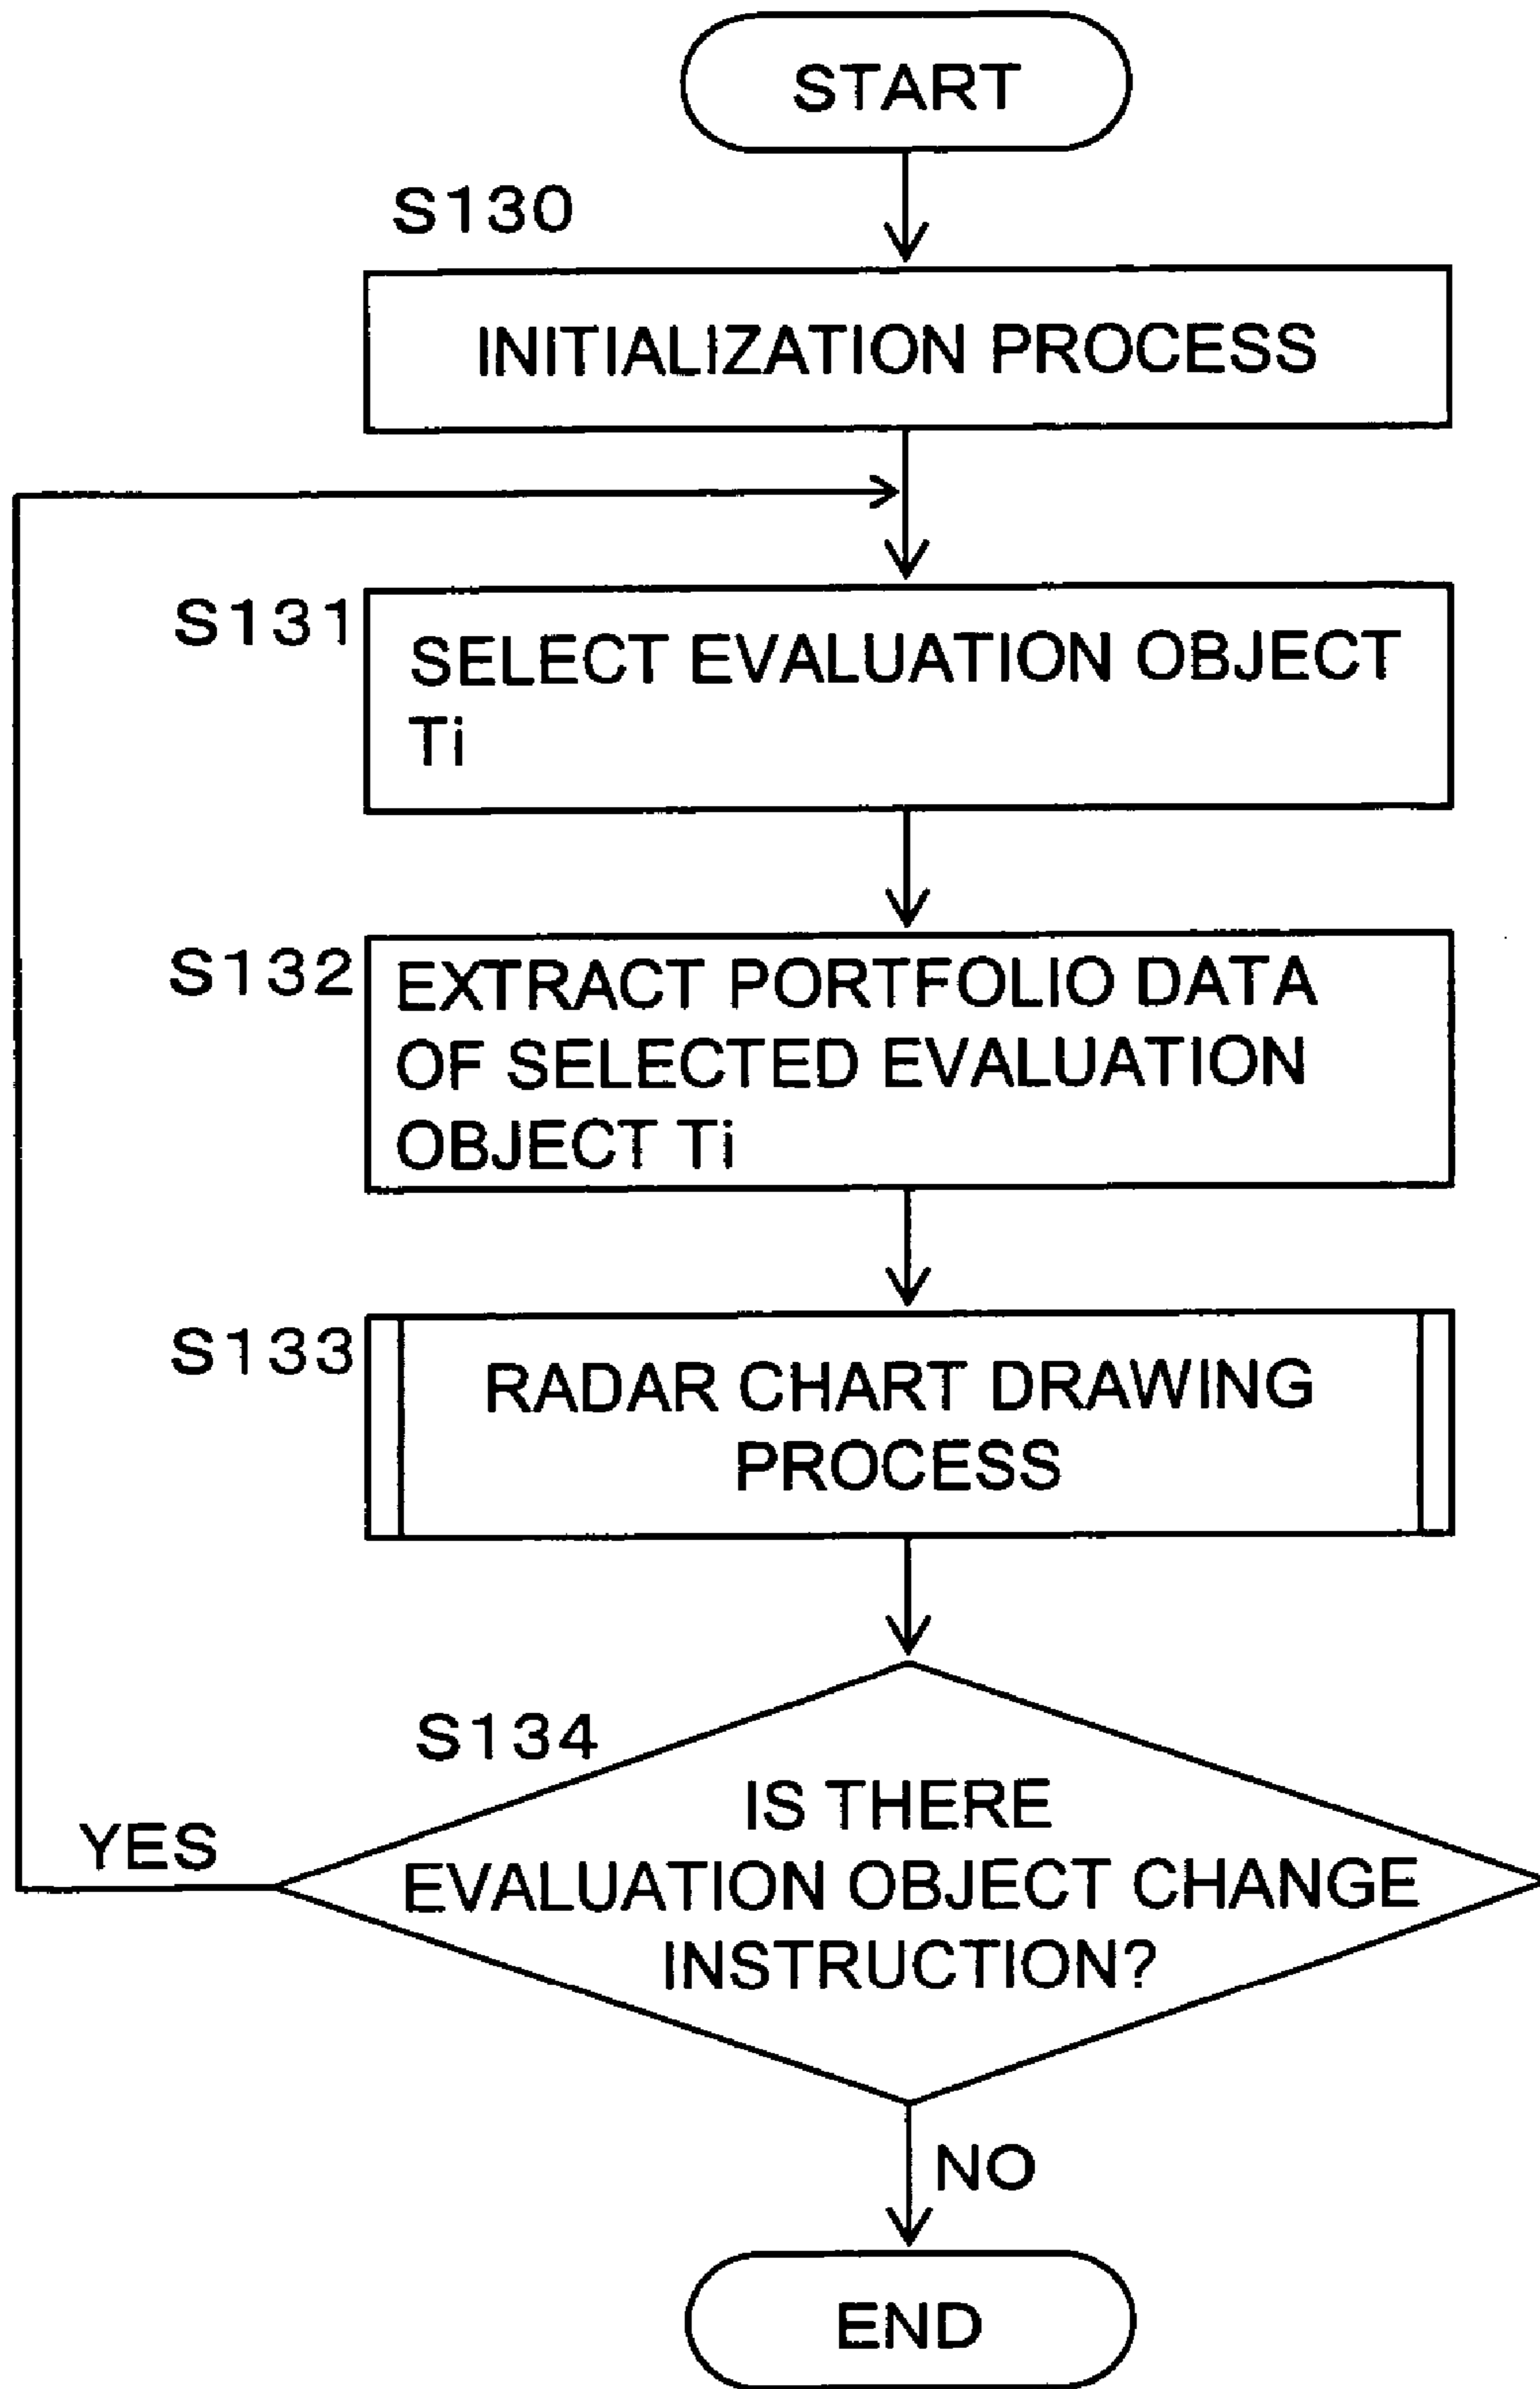 START
S130
INITIALIZATION PROCESS
S131
SELECT EVALUATION OBJECT
Ti
S132
EXTRACT PORTFOLIO DATA
OF SELECTED EVALUATION
OBJECT Ti
S133
RADAR CHART DRAWING
PROCESS
S134
IS THERE
EVALUATION OBJECT CHANGE
INSTRUCTION?
YES
NO
END